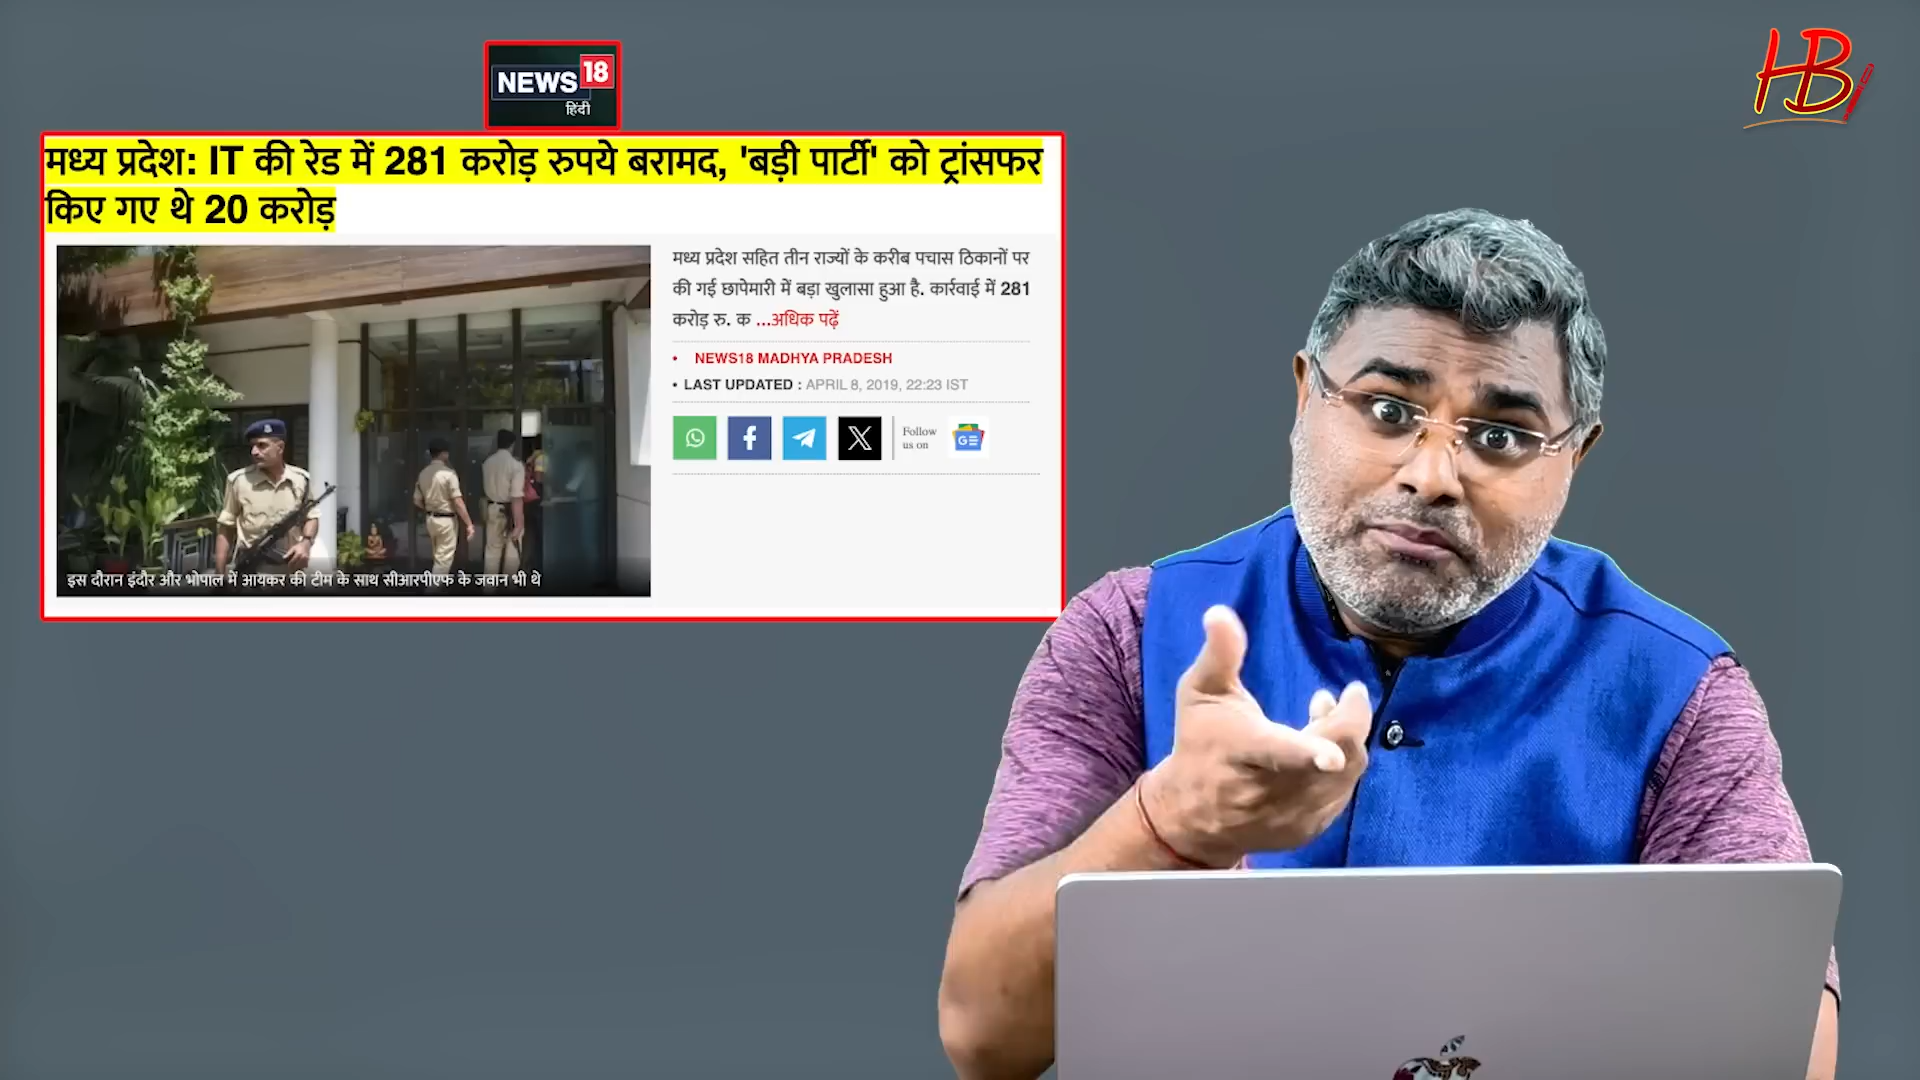 HB
NEWS 18
हिंदी
मध्य प्रदेश: IT की रेड में 281 करोड़ रुपये बरामद, 'बड़ी पार्टी' को ट्रांसफर
किए गए थे 20 करोड़
मध्य प्रदेश सहित तीन राज्यों के करीब पचास ठिकानों पर
की गई छापेमारी में बड़ा खुलासा हुआ है. कार्रवाई में 281
करोड़ रु. क ...अधिक पढ़ें
• NEWS18 MADHYA PRADESH
• LAST UPDATED : APRIL 8, 2019, 22:23 IST
Follow
us on
GE
इस दौरान इंदौर और भोपाल में आयकर की टीम के साथ सीआरपीएफ के जवान भी थे